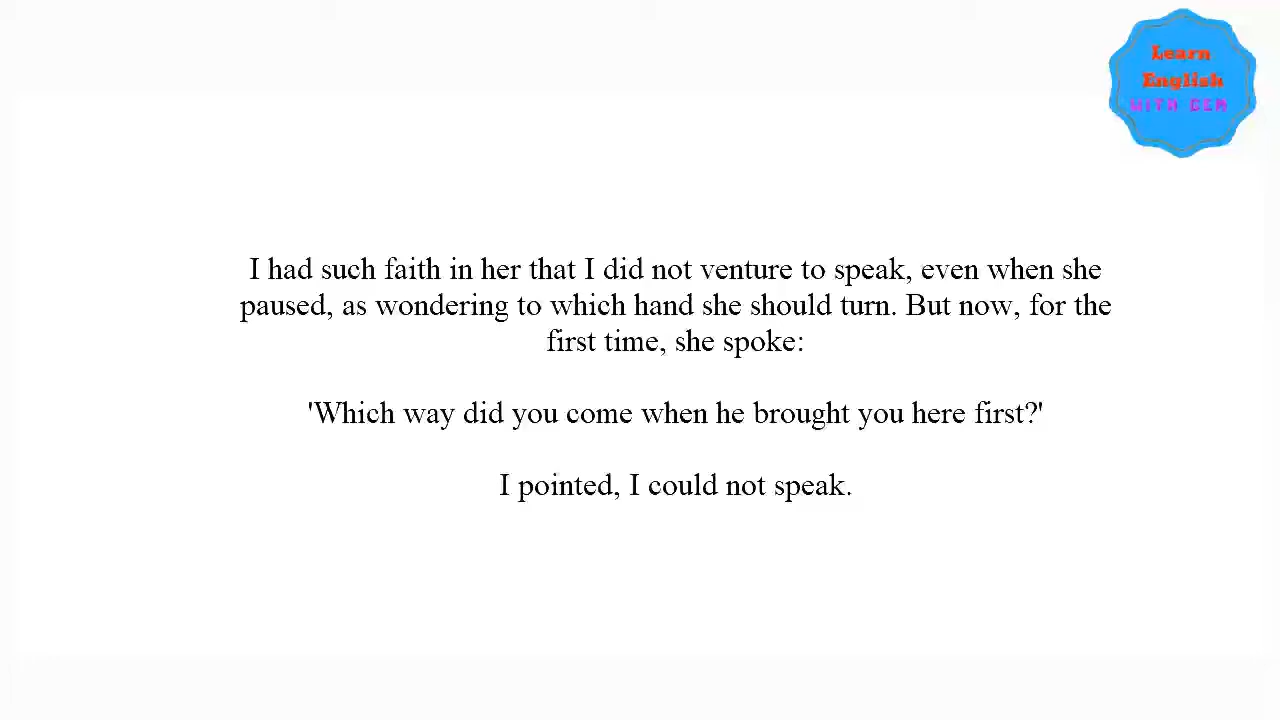 Learn
English
WITH BEN
I had such faith in her that I did not venture to speak, even when she
paused, as wondering to which hand she should turn. But now, for the
first time, she spoke:
'Which way did you come when he brought you here first?'
I pointed, I could not speak.